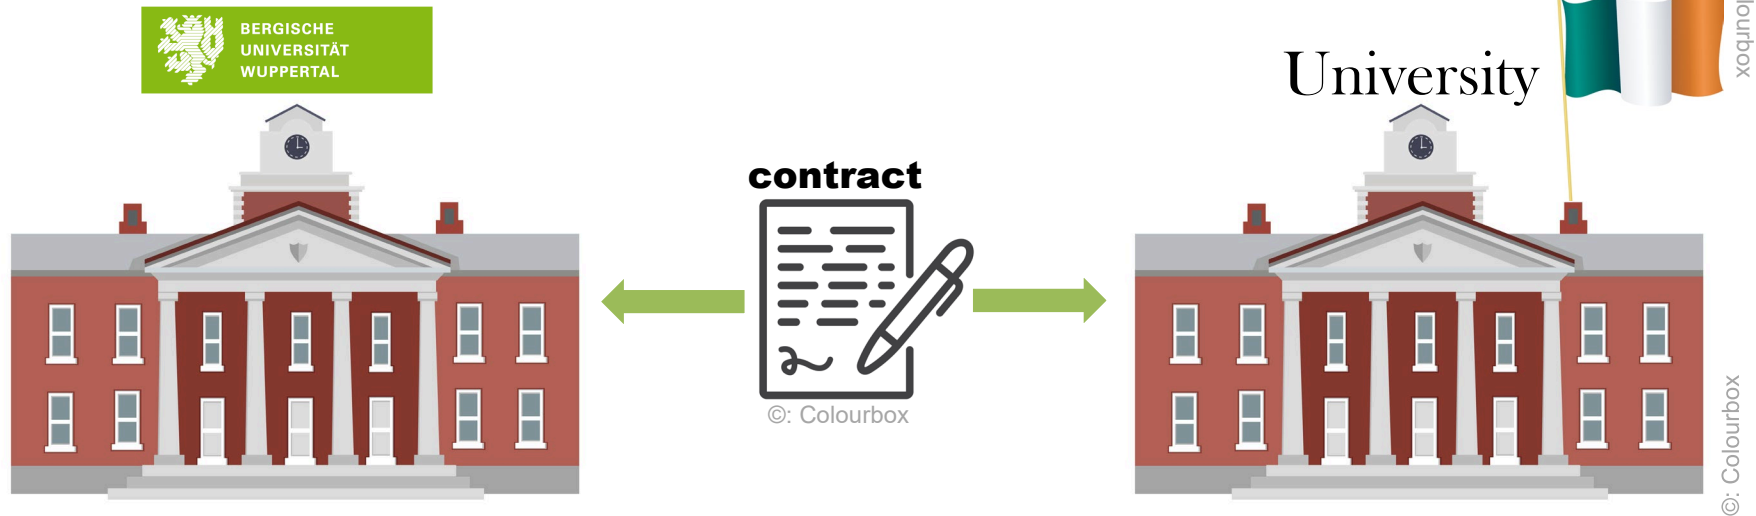 BERGISCHE
UNIVERSITÄT
WUPPERTAL
University
contract
©: Colourbox
©: Colourbox